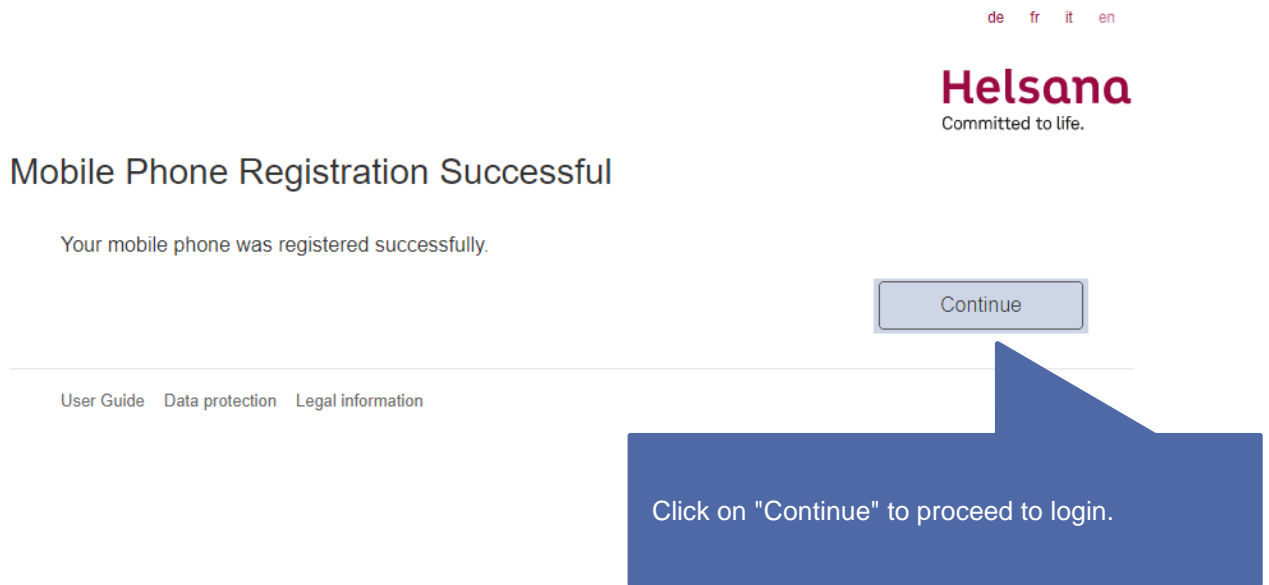 de fr it en
Helsana
Committed to life.
Mobile Phone Registration Successful
Your mobile phone was registered successfully.
Continue
User Guide Data protection Legal information
Click on "Continue" to proceed to login.